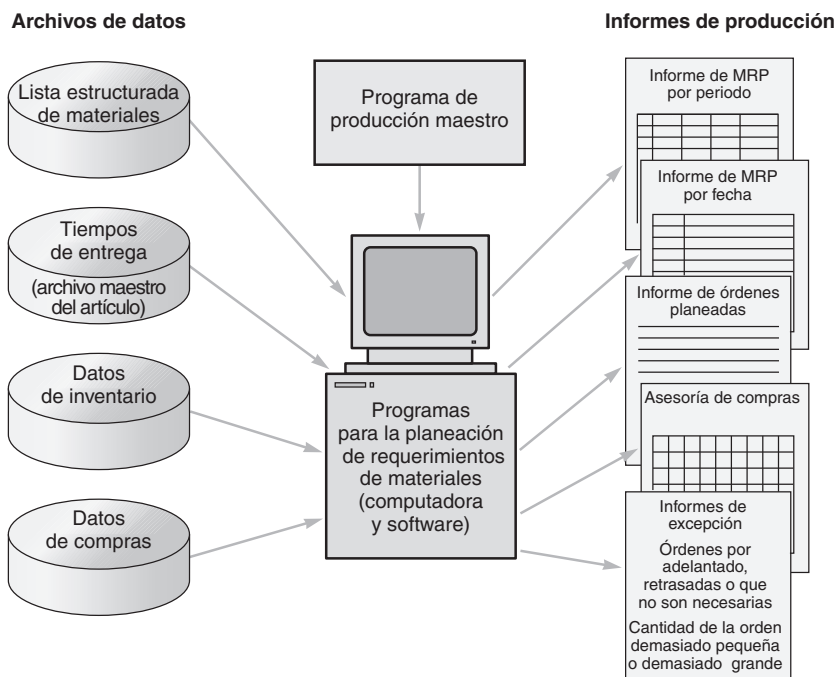 Archivos de datos
Informes de producción
Lista estructurada
de materiales
Tiempos
de entrega
(archivo maestro
del artículo)
Datos
de inventario
Datos
de compras
Programa de
producción maestro
Programas
para la planeación
de requerimientos
de materiales
(computadora
y software)
Informe de MRP
por periodo
Informe de MRP
por fecha
Informe de órdenes
planeadas
Asesoría de compras
Informes de
excepción
Órdenes por
adelantado,
retrasadas o que
no son necesarias
Cantidad de la orden
demasiado pequeña
o demasiado grande